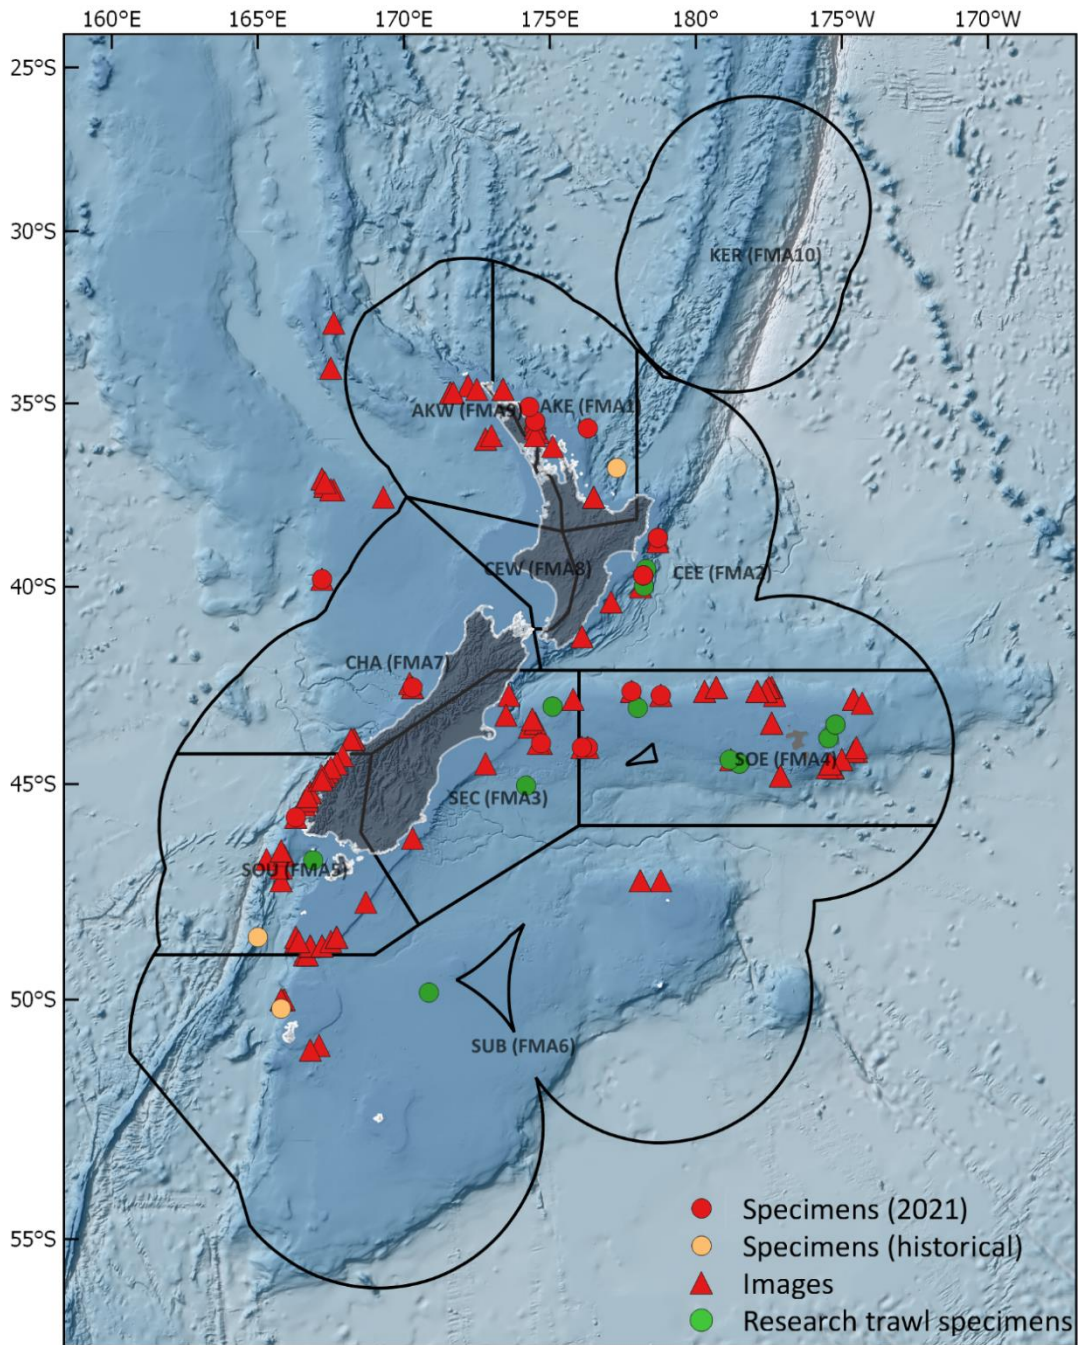 160°E 165°E 170°E 175°E 180° 175°W 170°W
25°S
KER (FMA10)
30°S
35°S
AKW (FMA9) AKE (FMA1)
CEW (FMA8) CEE (FMA2)
40°S
CHA (FMA7)
SOE (FMA4)
45°S
SEC (FMA3)
SOU (FMA5)
50°S
SUB (FMA6)
55°S
Specimens (2021)
Specimens (historical)
Images
Research trawl specimens